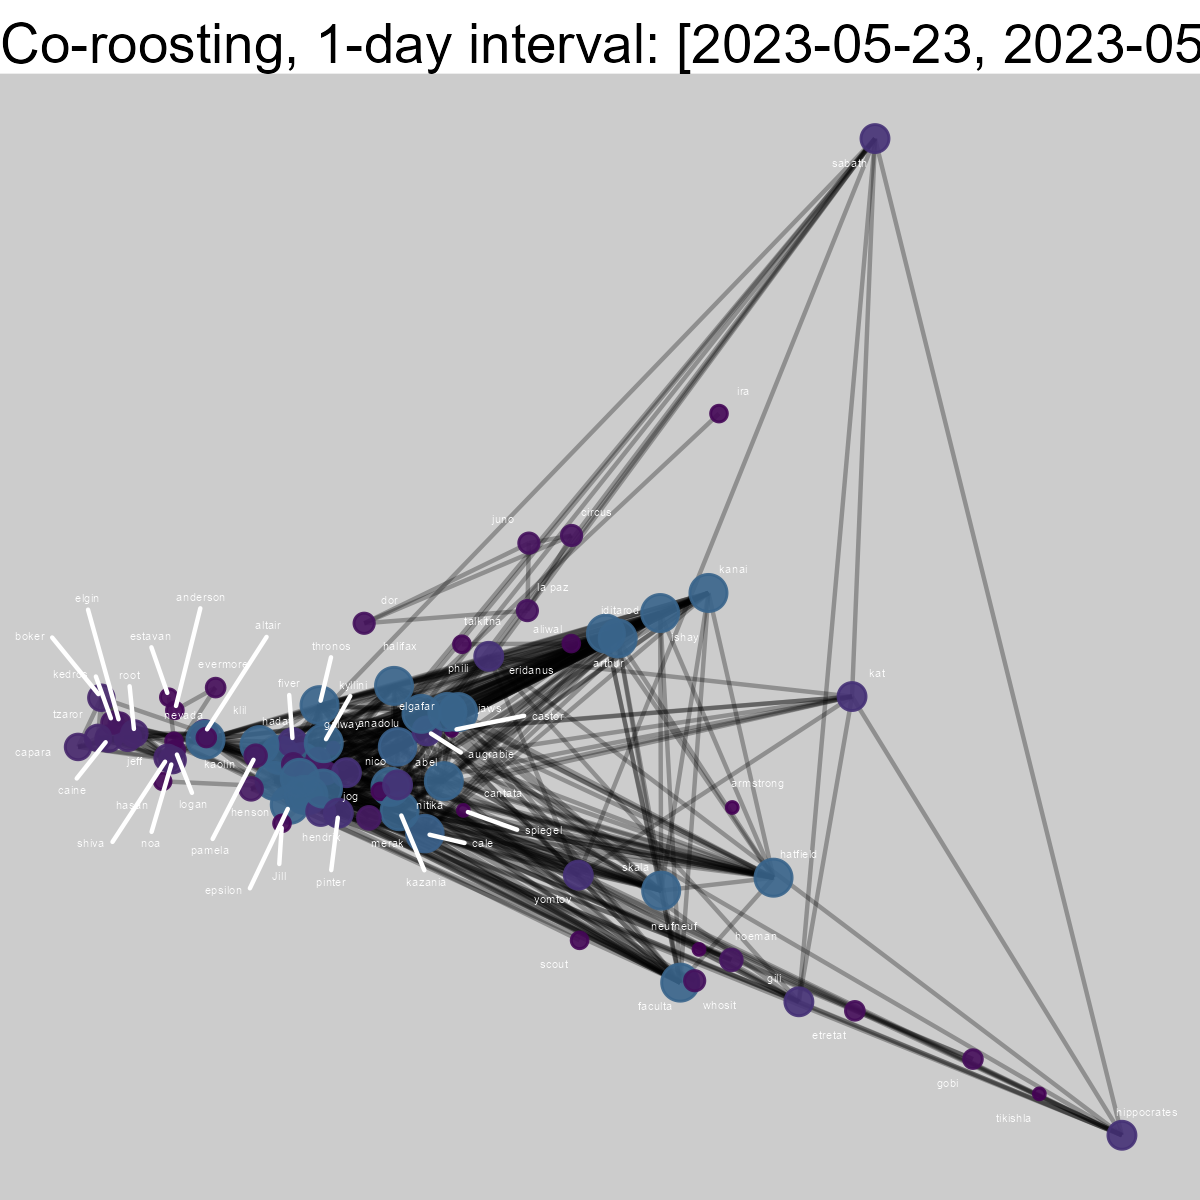 Co-roosting, 1-day interval: [2023-05-23, 2023-05
sabath
ira
juno
circus
kanai
la paz
dor
iditarod
talkitna
aliwal
lshay
elgin
anderson
boker
estavan
altair
thronos
halifax
arthur
phili
eridanus
kat
kedros
root
evermore
fiver
kyllini
tzaror
nevada
klil
elgafar
jaws
castor
hada
galway
anadolu
capara
jeff
kaolin
nico
abel
augrabie
caine
hasan
logan
henson
jog
nitika
cantata
armstrong
shiva
noa
pamela
hendrix
merak
cale
spiegel
epsilon
Jill
pinter
kazania
skala
hatfield
yomtov
neufneuf
hoeman
scout
gili
faculta
whosit
etretat
gobi
tikishla
hippocrates